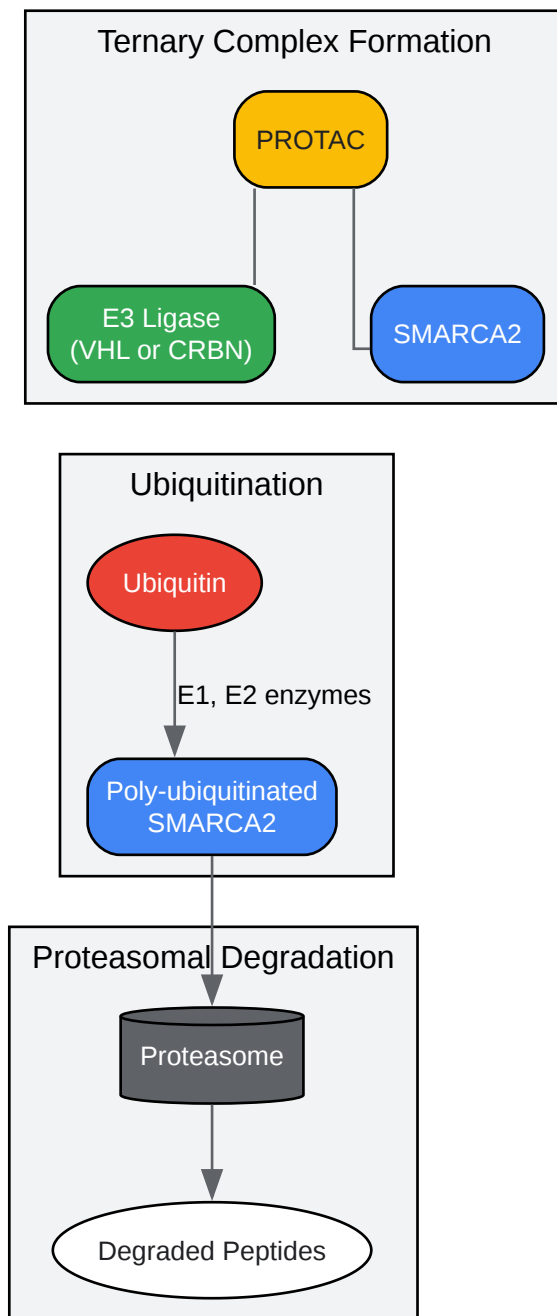 Ternary Complex Formation
PROTAC
E3 Ligase
(VHL or CRBN)
SMARCA2
Ubiquitination
Ubiquitin
E1, E2 enzymes
Poly-ubiquitinated
SMARCA2
Proteasomal Degradation
Proteasome
Degraded Peptides